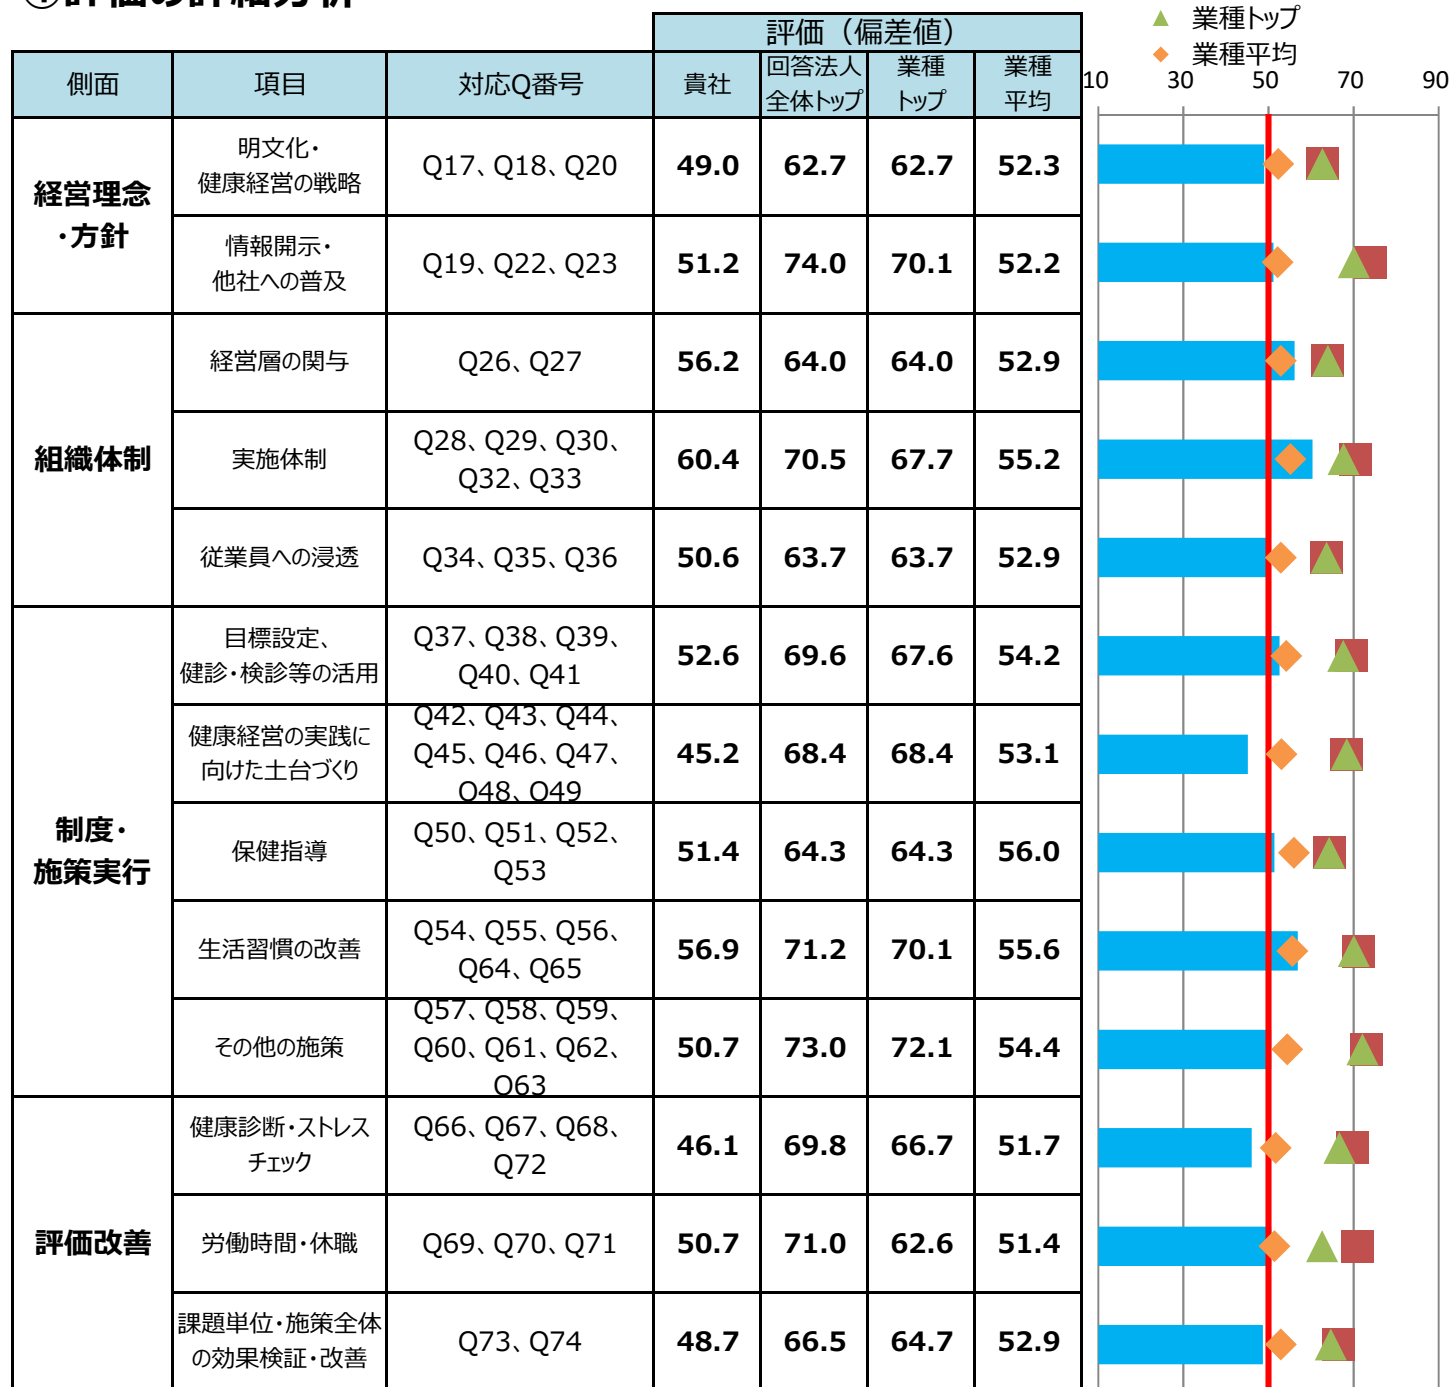 ①評価の詳細分析
業種トップ
業種平均
評価（偏差値）
側面 項目 対応Q番号 貴社 回答法人全体トップ 業種トップ 業種平均
10 30 50 70 90
経営理念・方針
明文化・健康経営の戦略 Q17、Q18、Q20 49.0 62.7 62.7 52.3
情報開示・他社への普及 Q19、Q22、Q23 51.2 74.0 70.1 52.2
組織体制
経営層の関与 Q26、Q27 56.2 64.0 64.0 52.9
実施体制 Q28、Q29、Q30、Q32、Q33 60.4 70.5 67.7 55.2
従業員への浸透 Q34、Q35、Q36 50.6 63.7 63.7 52.9
制度・施策実行
目標設定、健診・検診等の活用 Q37、Q38、Q39、Q40、Q41 52.6 69.6 67.6 54.2
健康経営の実践に向けた土台づくり Q42、Q43、Q44、Q45、Q46、Q47、Q48、Q49 45.2 68.4 68.4 53.1
保健指導 Q50、Q51、Q52、Q53 51.4 64.3 64.3 56.0
生活習慣の改善 Q54、Q55、Q56、Q64、Q65 56.9 71.2 70.1 55.6
その他の施策 Q57、Q58、Q59、Q60、Q61、Q62、Q63 50.7 73.0 72.1 54.4
評価改善
健康診断・ストレスチェック Q66、Q67、Q68、Q72 46.1 69.8 66.7 51.7
労働時間・休職 Q69、Q70、Q71 50.7 71.0 62.6 51.4
課題単位・施策全体の効果検証・改善 Q73、Q74 48.7 66.5 64.7 52.9